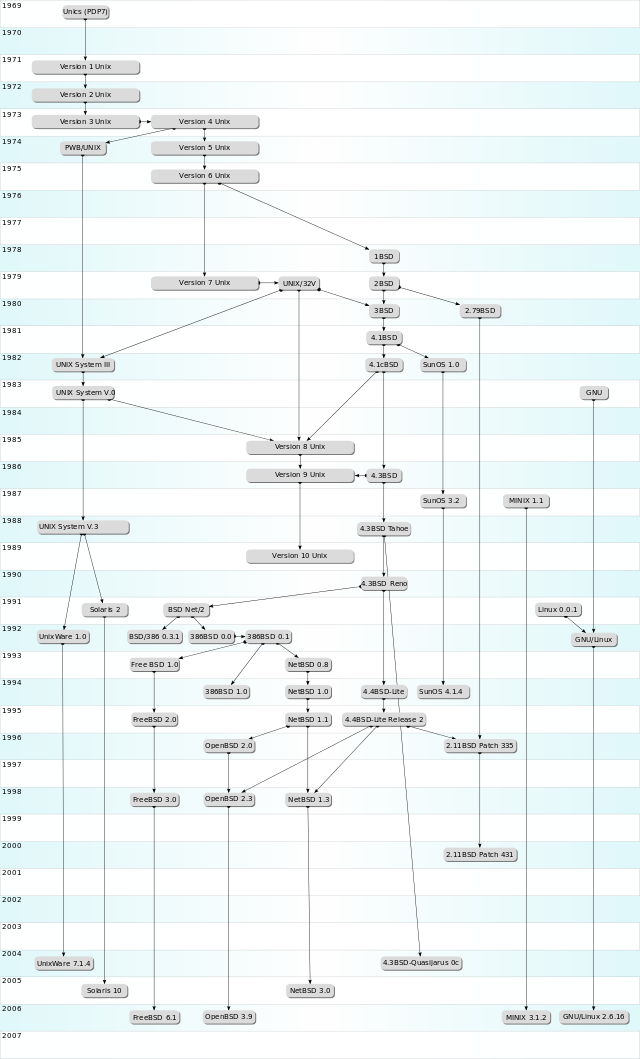 1969
Unics (PDP7)
1970
1971
Version 1 Unix
1972
Version 2 Unix
1973
Version 3 Unix
Version 4 Unix
1974
PWB/UNIX
Version 5 Unix
1975
Version 6 Unix
1976
1977
1978
1BSD
1979
Version 7 Unix
UNIX/32V
2BSD
1980
3BSD
2.79BSD
1981
4.1BSD
1982
UNIX System III
4.1cBSD
SunOS 1.0
1983
UNIX System V.0
GNU
1984
1985
Version 8 Unix
1986
Version 9 Unix
4.3BSD
1987
SunOS 3.2
MINIX 1.1
1988
UNIX System V.3
4.3BSD Tahoe
1989
Version 10 Unix
1990
4.3BSD Reno
1991
Solaris 2
BSD Net/2
Linux 0.0.1
1992
UnixWare 1.0
BSD/386 0.3.1
386BSD 0.0
386BSD 0.1
GNU/Linux
1993
Free BSD 1.0
NetBSD 0.8
1994
386BSD 1.0
NetBSD 1.0
4.4BSD-Lite
SunOS 4.1.4
1995
FreeBSD 2.0
NetBSD 1.1
4.4BSD-Lite Release 2
1996
OpenBSD 2.0
2.11BSD Patch 335
1997
1998
FreeBSD 3.0
OpenBSD 2.3
NetBSD 1.3
1999
2000
2.11BSD Patch 431
2001
2002
2003
2004
UnixWare 7.1.4
4.3BSD-Quasijarus 0c
2005
Solaris 10
NetBSD 3.0
2006
FreeBSD 6.1
OpenBSD 3.9
MINIX 3.1.2
GNU/Linux 2.6.16
2007